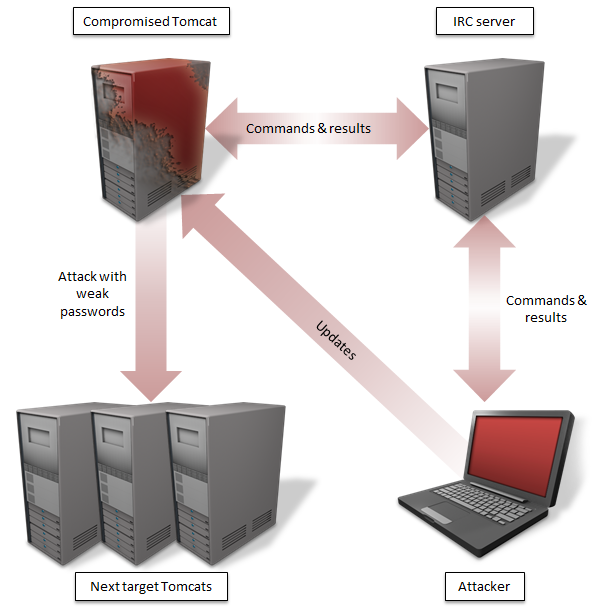 Compromised Tomcat
IRC server
Commands & results
Attack with
weak
passwords
Commands &
results
Updates
Next target Tomcats
Attacker